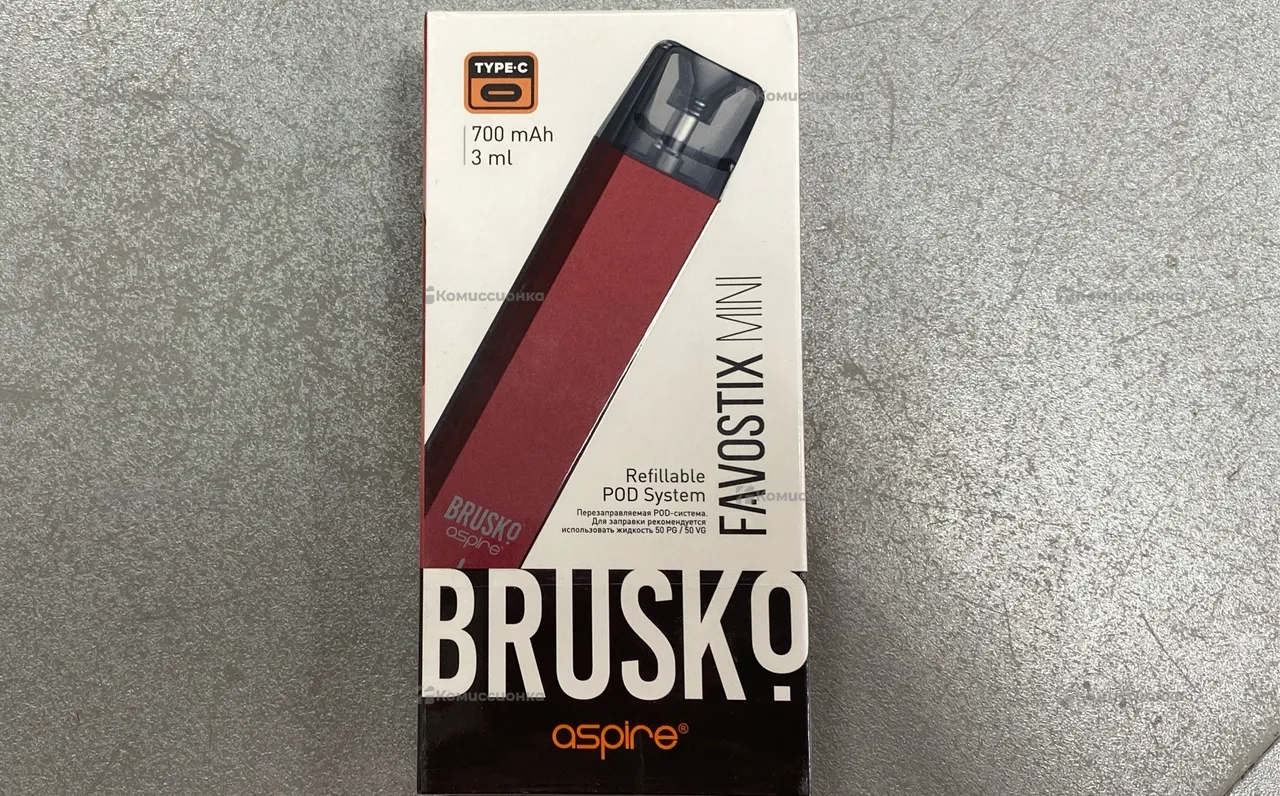 TYPE-C
700 mAh
3 ml
Комиссионка
Комиссионка
FAVOSTIX MINI
Refillable
POD System
Перезаправляемая POD-система.
Для заправки рекомендуется
использовать жидкость 50 PG / 50 VG
BRUSKO
aspire
BRUSKO
Комиссионка
aspire®